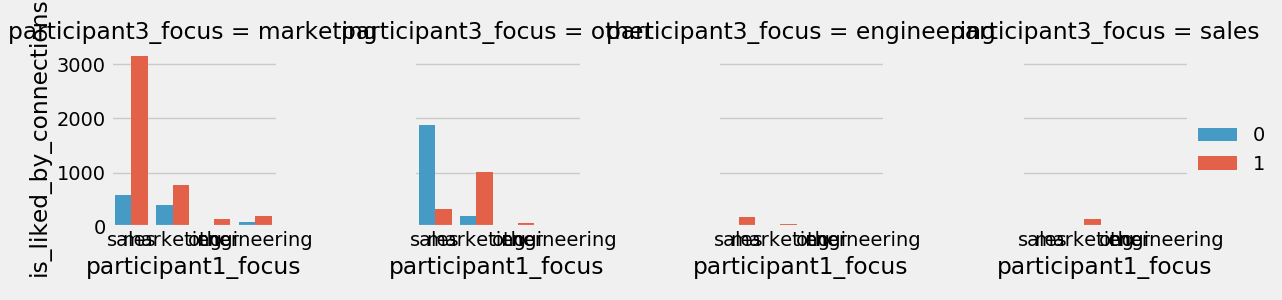 participant3_focus = marketing
participant3_focus = other
participant3_focus = engineering
participant3_focus = sales
is_liked_by_connections
3000
2000
1000
0
0
1
sales marketing other engineering
sales marketing other engineering
sales marketing other engineering
sales marketing other engineering
participant1_focus
participant1_focus
participant1_focus
participant1_focus